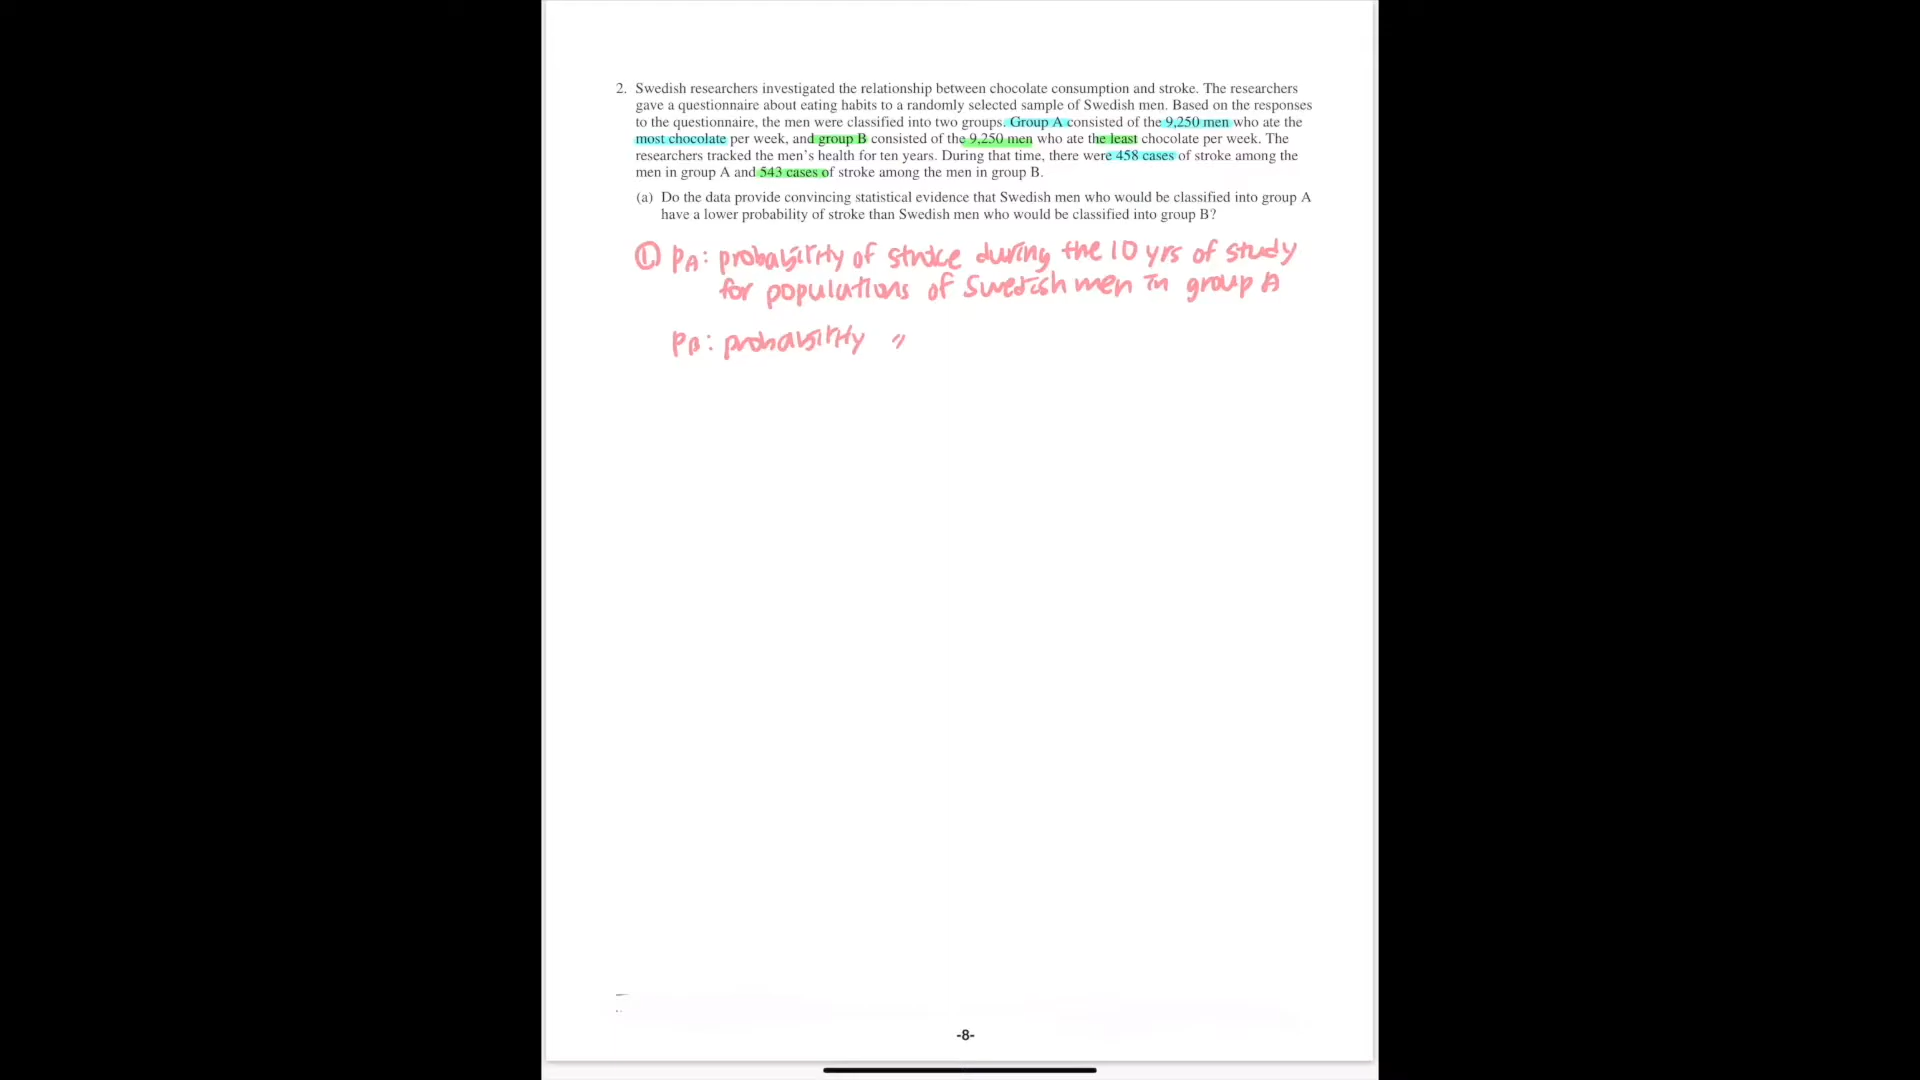 2. Swedish researchers investigated the relationship between chocolate consumption and stroke. The researchers
gave a questionnaire about eating habits to a randomly selected sample of Swedish men. Based on the responses
to the questionnaire, the men were classified into two groups. Group A consisted of the 9,250 men who ate the
most chocolate per week, and group B consisted of the 9,250 men who ate the least chocolate per week. The
researchers tracked the men's health for ten years. During that time, there were 458 cases of stroke among the
men in group A and 543 cases of stroke among the men in group B.
(a) Do the data provide convincing statistical evidence that Swedish men who would be classified into group A
have a lower probability of stroke than Swedish men who would be classified into group B?
① PA: probability of stroke during the 10 yrs of study
for populations of Swedish men in group A
PB: probability 〃
-8-